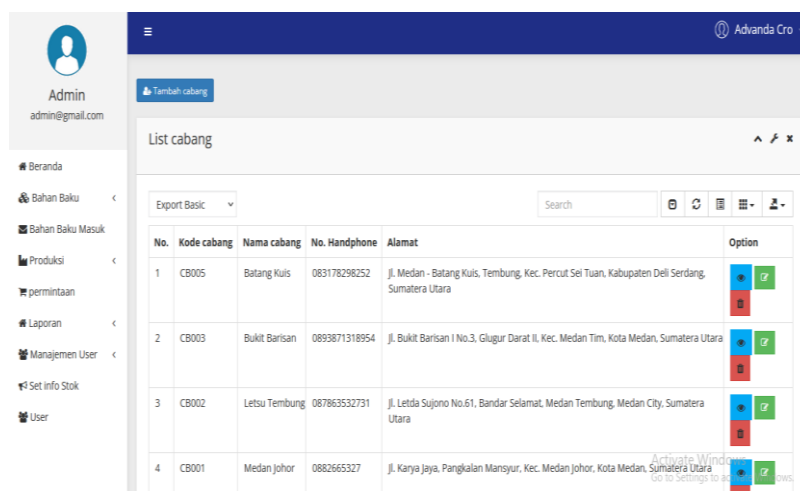 Advanda Cro
Admin
admin@gmail.com
Beranda
Bahan Baku
Bahan Baku Masuk
Produksi
permintaan
Laporan
Manajemen User
Set info Stok
User
Tambah cabang
List cabang
Export Basic
Search
No. Kode cabang Nama cabang No. Handphone Alamat Option
1 CB005 Batang Kuis 083178298252 Jl. Medan - Batang Kuis, Tembung, Kec. Percut Sei Tuan, Kabupaten Deli Serdang,
Sumatera Utara
2 CB003 Bukit Barisan 0893871318954 Jl. Bukit Barisan I No.3, Glugur Darat II, Kec. Medan Tim, Kota Medan, Sumatera Utara
3 CB002 Letsu Tembung 087863532731 Jl. Letda Sujono No.61, Bandar Selamat, Medan Tembung, Medan City, Sumatera
Utara
4 CB001 Medan Johor 0882665327 Jl. Karya Jaya, Pangkalan Mansyur, Kec. Medan Johor, Kota Medan, Sumatera Utara
Activate Windows
Go to Settings to